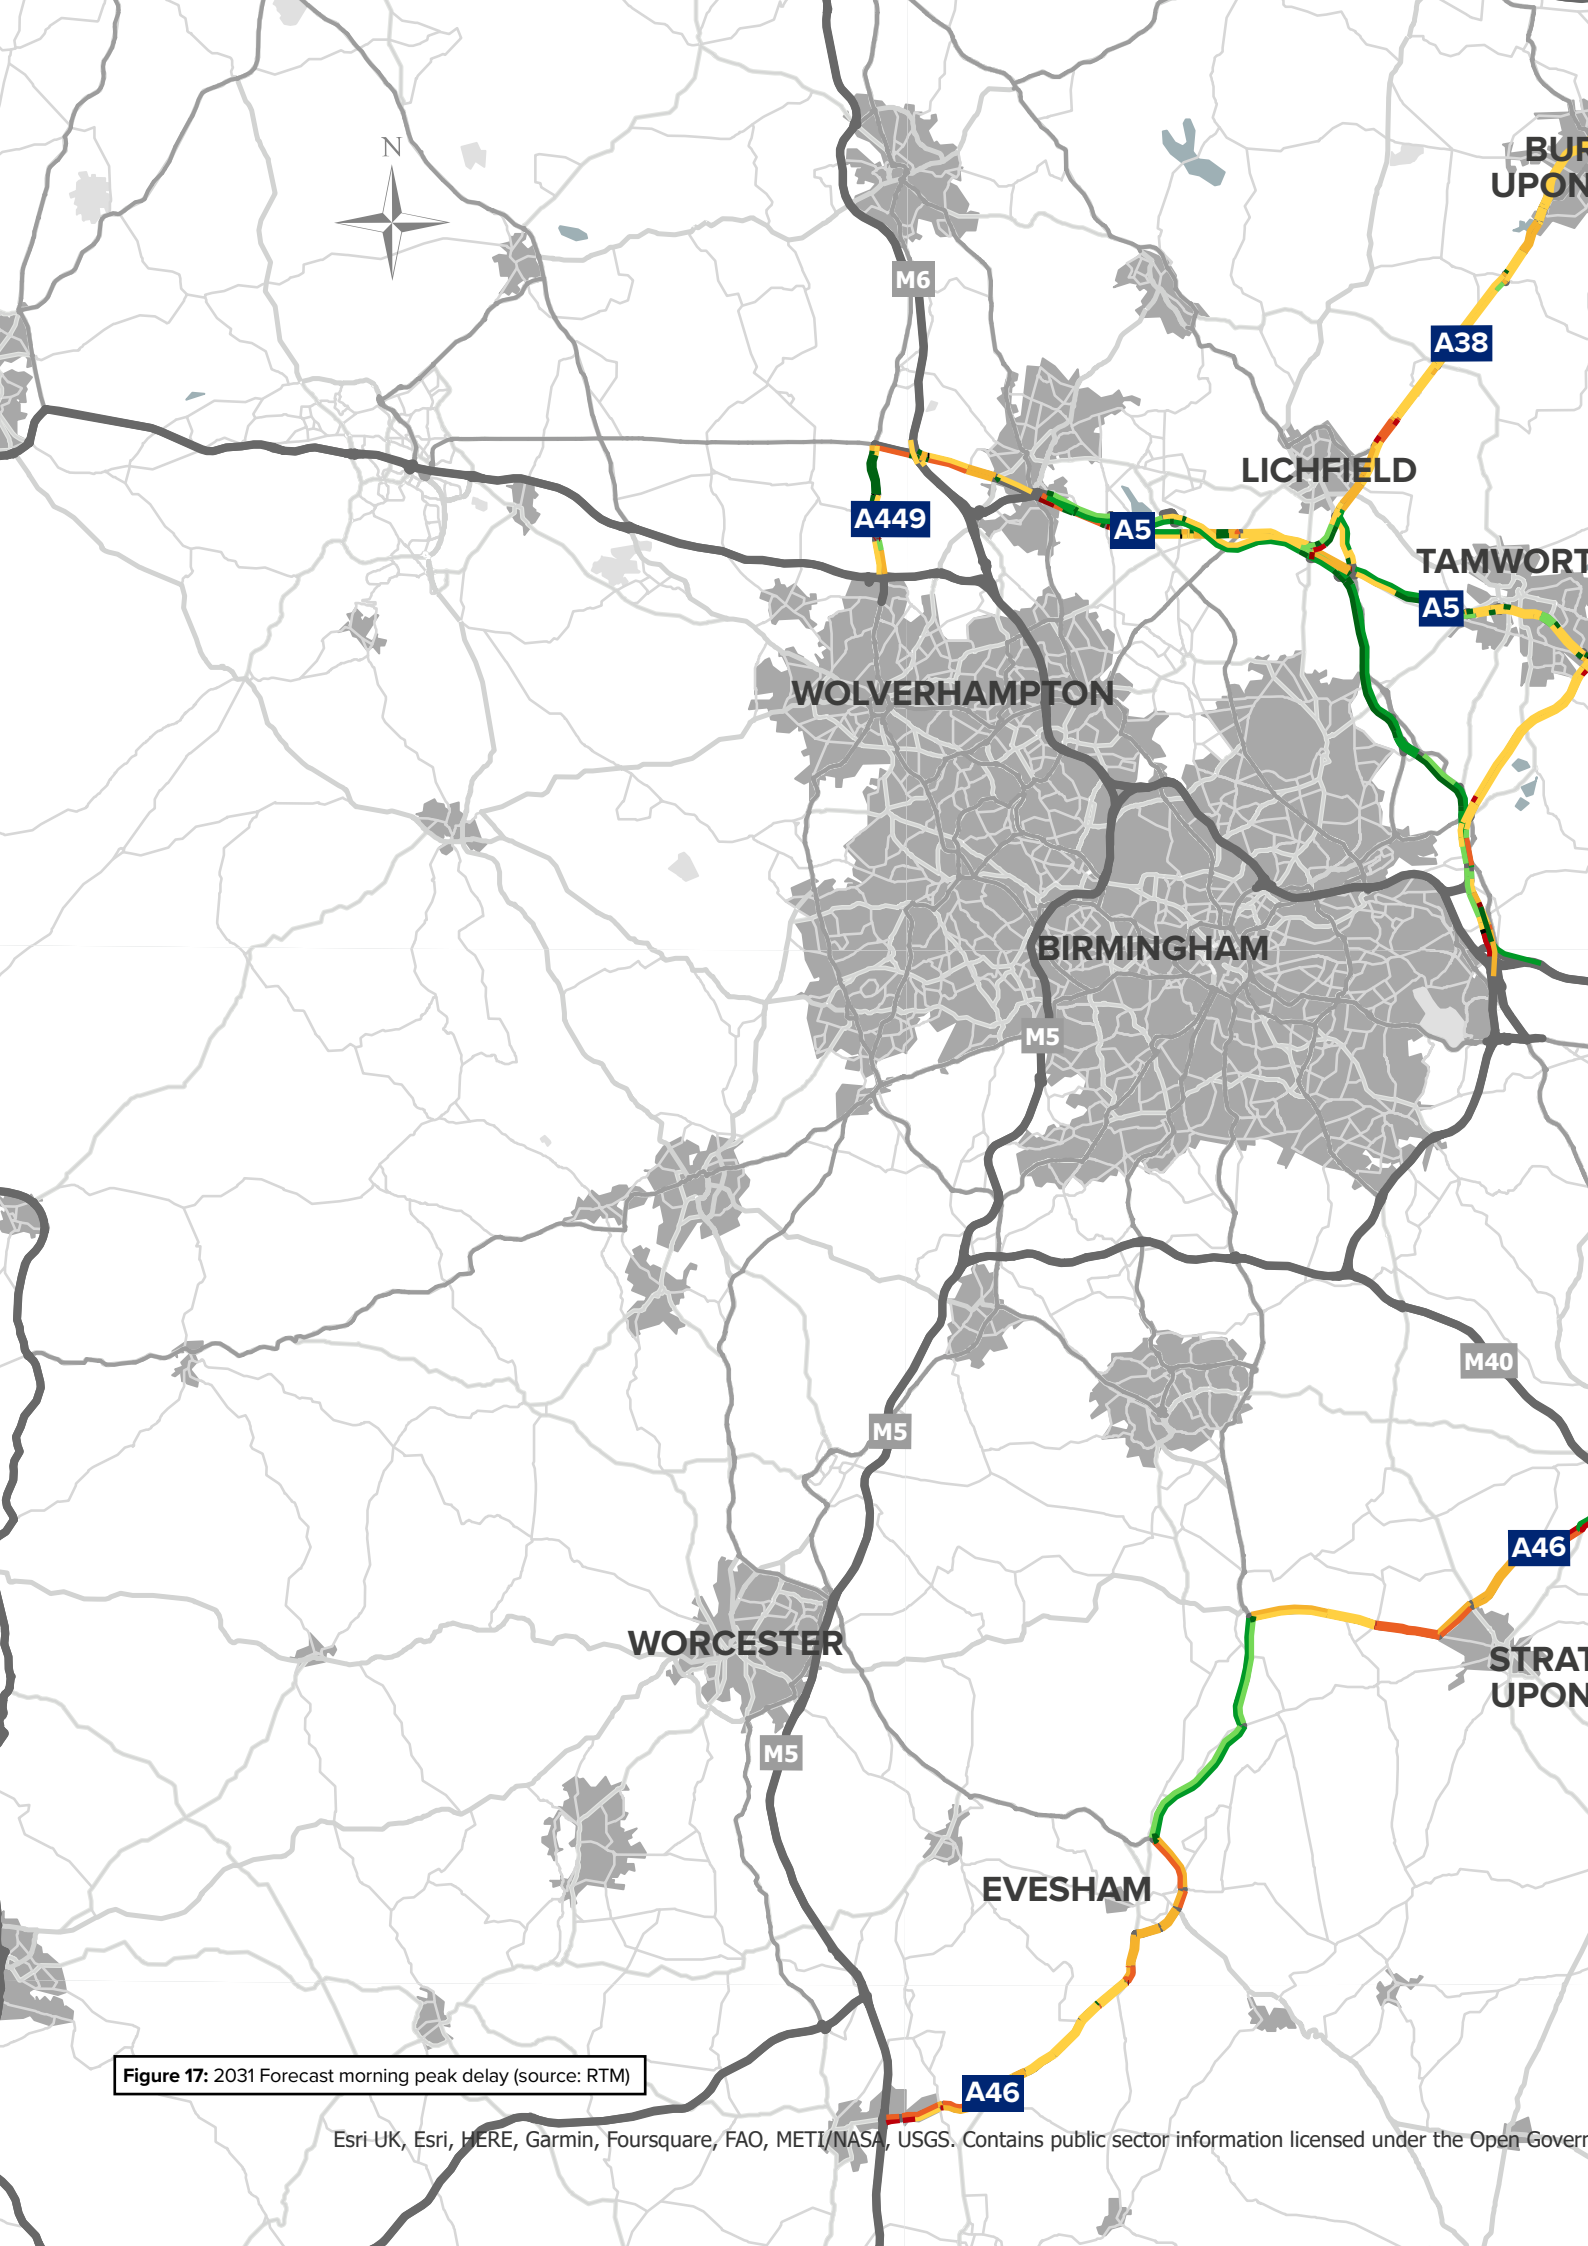 N
BUR
UPON
M6
A38
LICHFIELD
A449
A5
TAMWORT
A5
WOLVERHAMPTON
BIRMINGHAM
M5
M40
M5
A46
WORCESTER
STRAT
UPON
M5
EVESHAM
Figure 17: 2031 Forecast morning peak delay (source: RTM)
A46
Esri UK, Esri, HERE, Garmin, Foursquare, FAO, METI/NASA, USGS. Contains public sector information licensed under the Open Govern